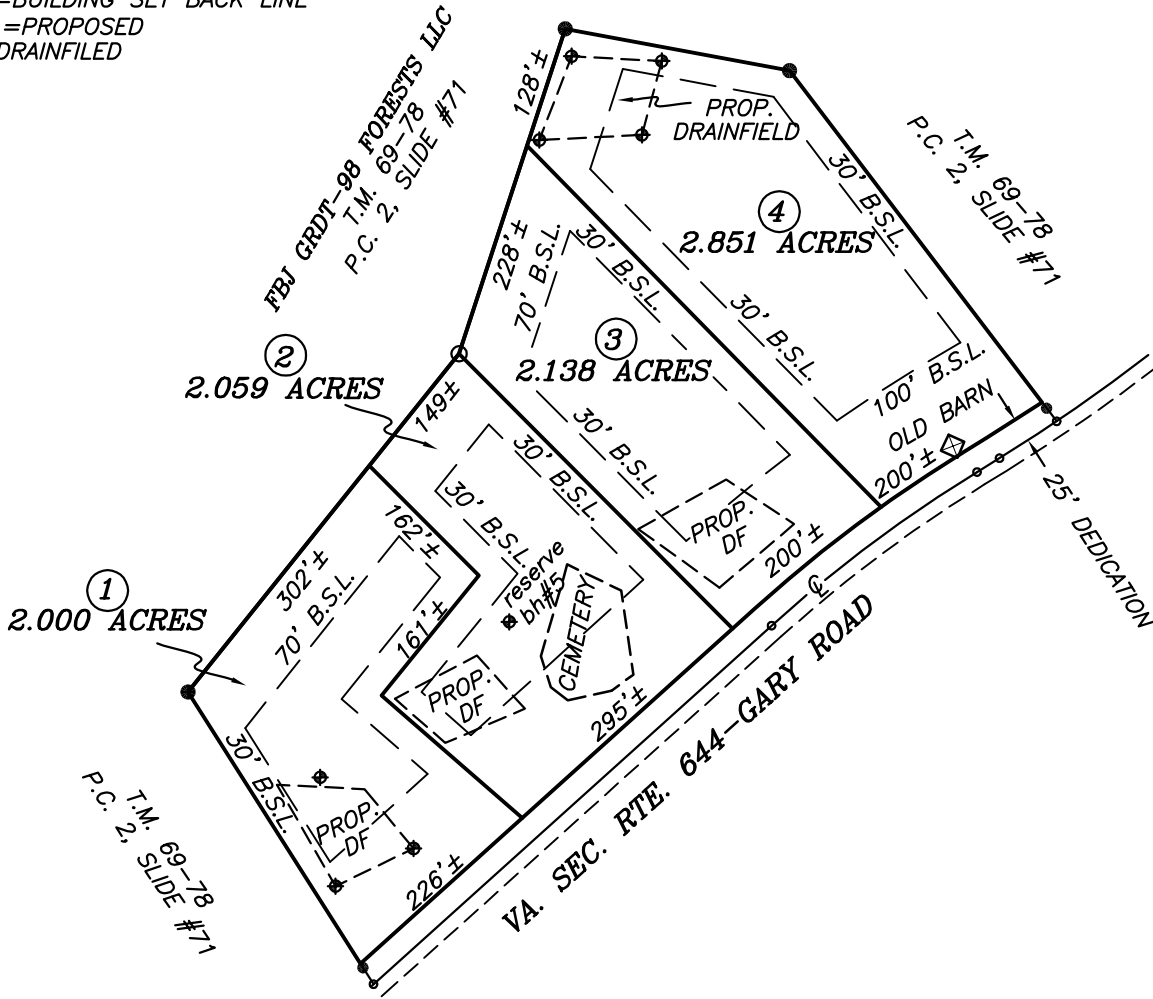 =BUILDING SET BACK LINE
=PROPOSED
DRAINFILED
FBJ GRDT-98 FORESTS LLC
T.M. 69-78
P.C. 2, SLIDE #71
128'±
PROP.
DRAINFIELD
T.M. 69-78
P.C. 2, SLIDE #71
30' B.S.L.
4
2.851 ACRES
228'±
70' B.S.L.
30' B.S.L.
30' B.S.L.
3
2.138 ACRES
100' B.S.L.
OLD BARN
200'±
25' DEDICATION
2
2.059 ACRES
149'±
30' B.S.L.
30' B.S.L.
30' B.S.L.
PROP.
DF
200'±
162'±
reserve
bh#5
CEMETERY
161'±
PROP.
DF
295'±
1
2.000 ACRES
302'±
70' B.S.L.
30' B.S.L.
PROP.
DF
226'±
T.M. 69-78
P.C. 2, SLIDE #71
℄
VA. SEC. RTE. 644-GARY ROAD